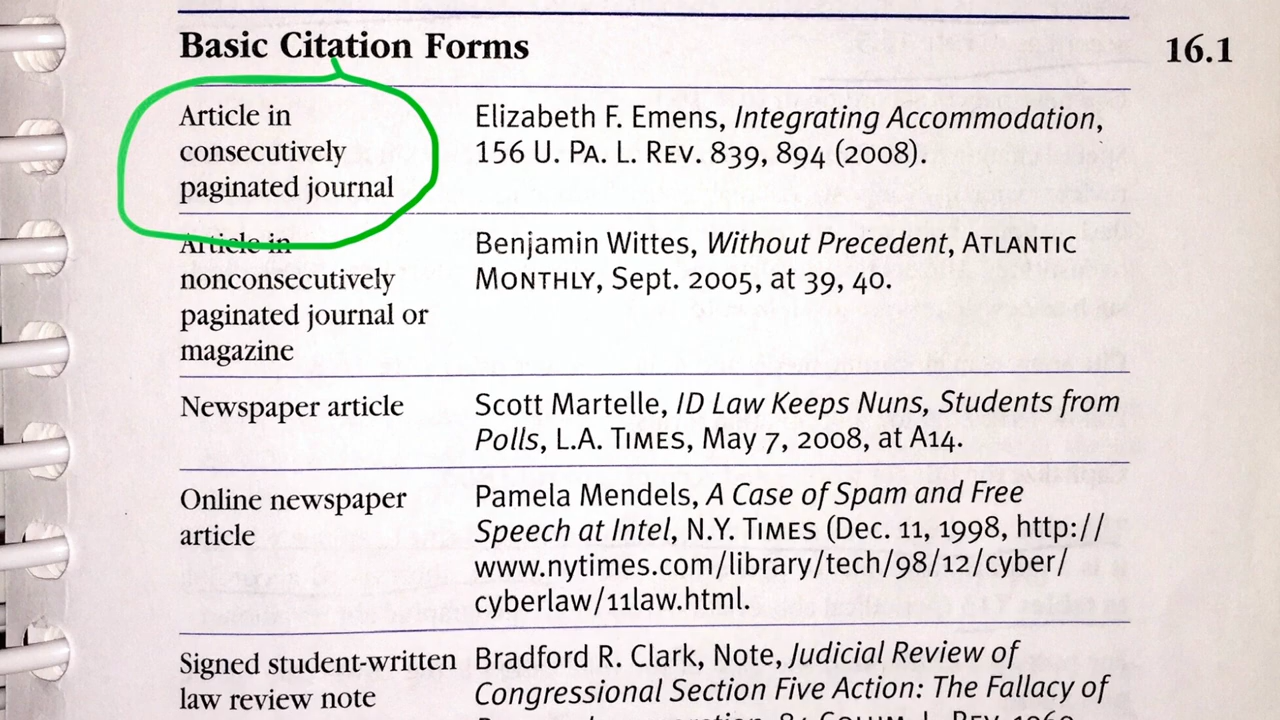 Basic Citation Forms
16.1
Article in
consecutively
paginated journal
Elizabeth F. Emens, Integrating Accommodation,
156 U. PA. L. REV. 839, 894 (2008).
Article in
nonconsecutively
paginated journal or
magazine
Benjamin Wittes, Without Precedent, ATLANTIC
MONTHLY, Sept. 2005, at 39, 40.
Newspaper article
Scott Martelle, ID Law Keeps Nuns, Students from
Polls, L.A. TIMES, May 7, 2008, at A14.
Online newspaper
article
Pamela Mendels, A Case of Spam and Free
Speech at Intel, N.Y. TIMES (Dec. 11, 1998, http://
www.nytimes.com/library/tech/98/12/cyber/
cyberlaw/11law.html.
Signed student-written
law review note
Bradford R. Clark, Note, Judicial Review of
Congressional Section Five Action: The Fallacy of